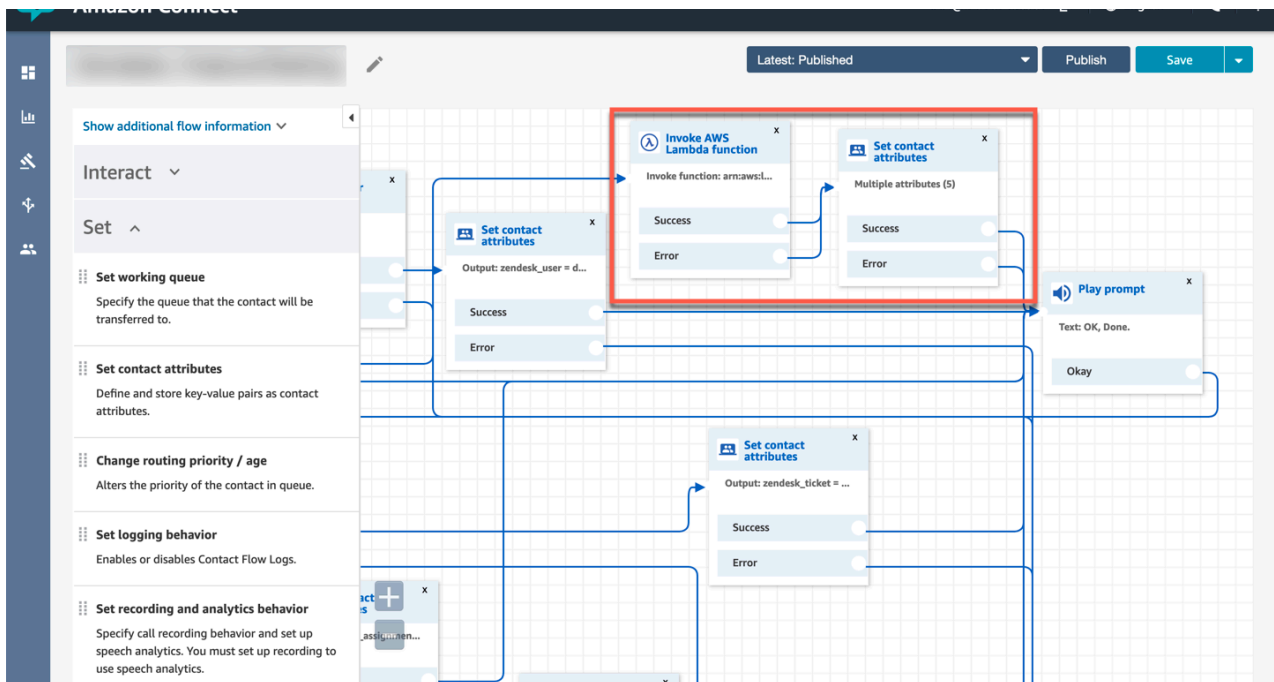 Amazon Connect
Latest: Published
Publish
Save
Show additional flow information
Interact
Set
Set working queue
Specify the queue that the contact will be
transferred to.
Set contact attributes
Define and store key-value pairs as contact
attributes.
Change routing priority / age
Alters the priority of the contact in queue.
Set logging behavior
Enables or disables Contact Flow Logs.
Set recording and analytics behavior
Specify call recording behavior and set up
speech analytics. You must set up recording to
use speech analytics.
x
Set contact
attributes
x
Output: zendesk_user = d...
Success
Error
Invoke AWS
Lambda function
x
Invoke function: arn:aws:l...
Success
Error
Set contact
attributes
x
Multiple attributes (5)
Success
Error
Play prompt
x
Text: OK, Done.
Okay
Set contact
attributes
x
Output: zendesk_ticket = ...
Success
Error
x
x